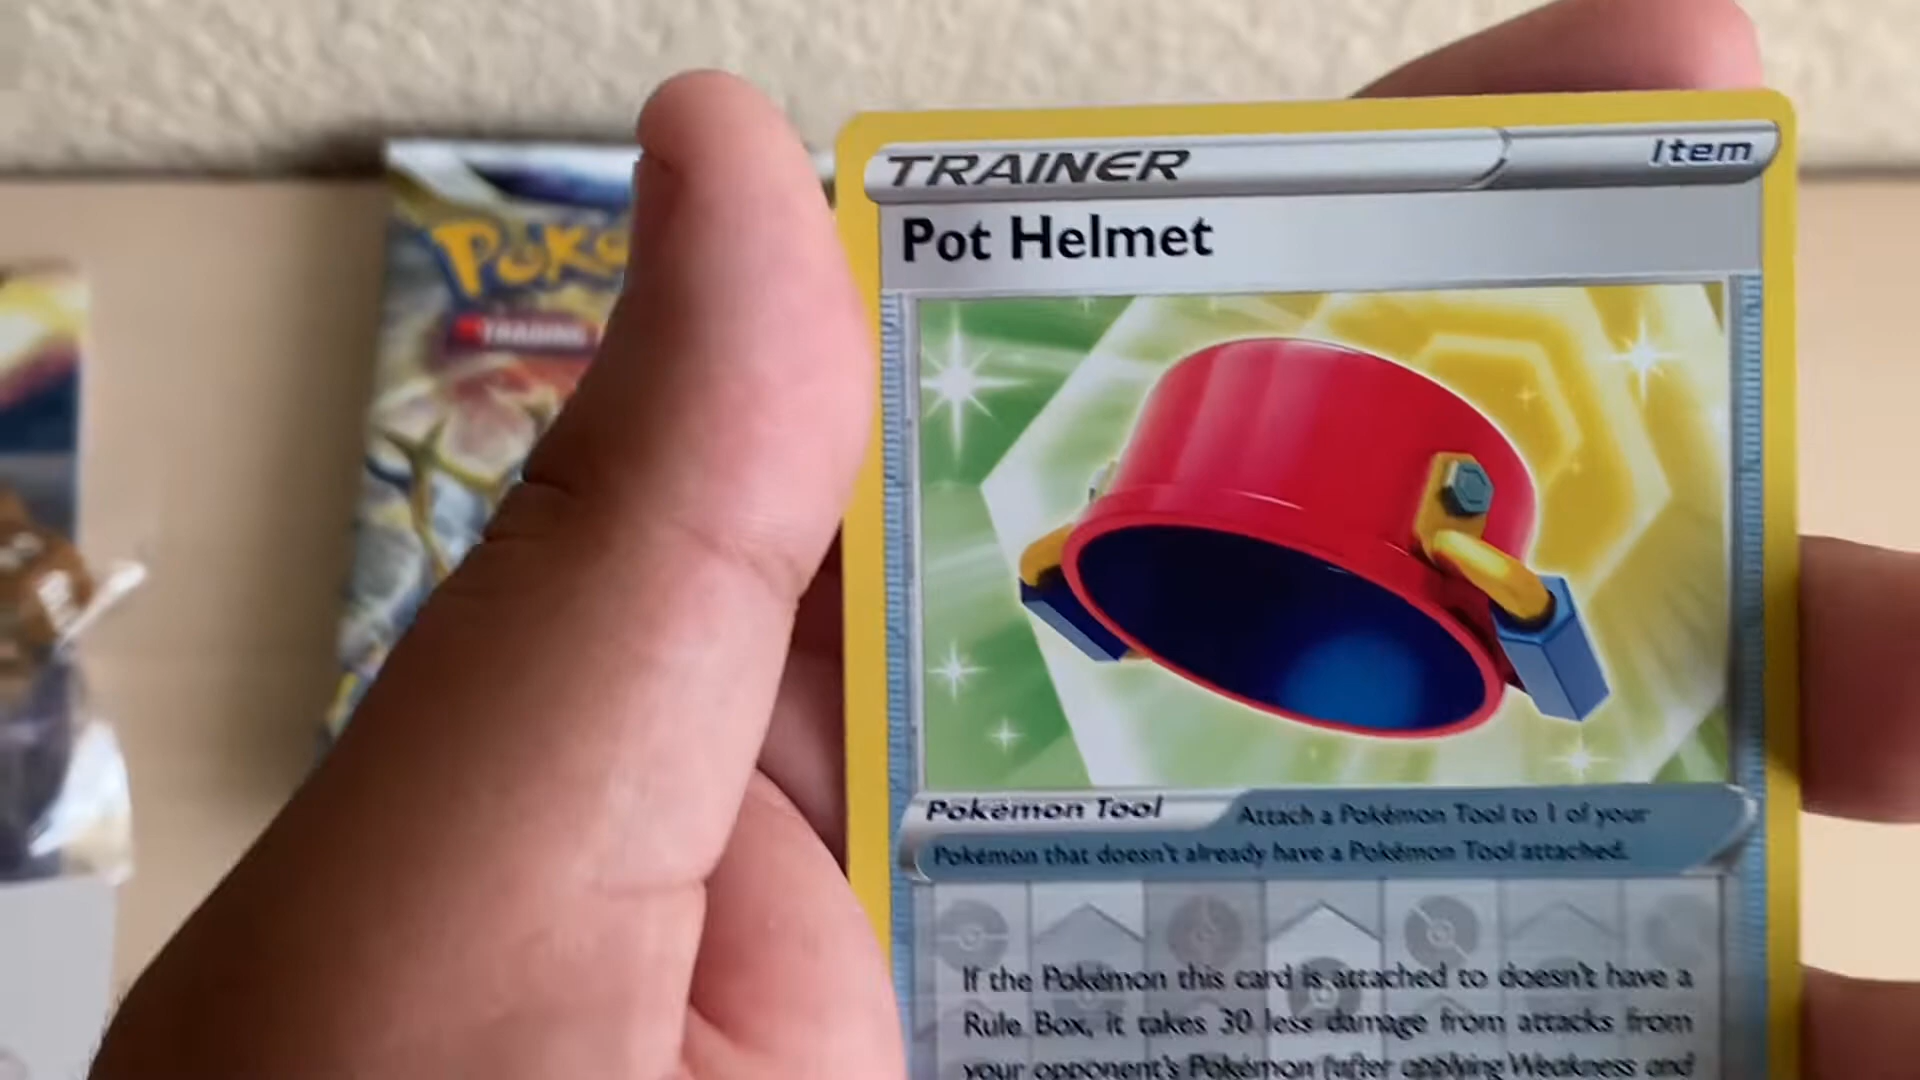 TRAINER
Item
Pot Helmet
Pokémon Tool
Attach a Pokémon Tool to 1 of your
Pokémon that doesn't already have a Pokémon Tool attached.
If the Pokémon this card is attached to doesn't have a
Rule Box, it takes 30 less damage from attacks from
your opponent's Pokémon (after applying Weakness and
TRADING